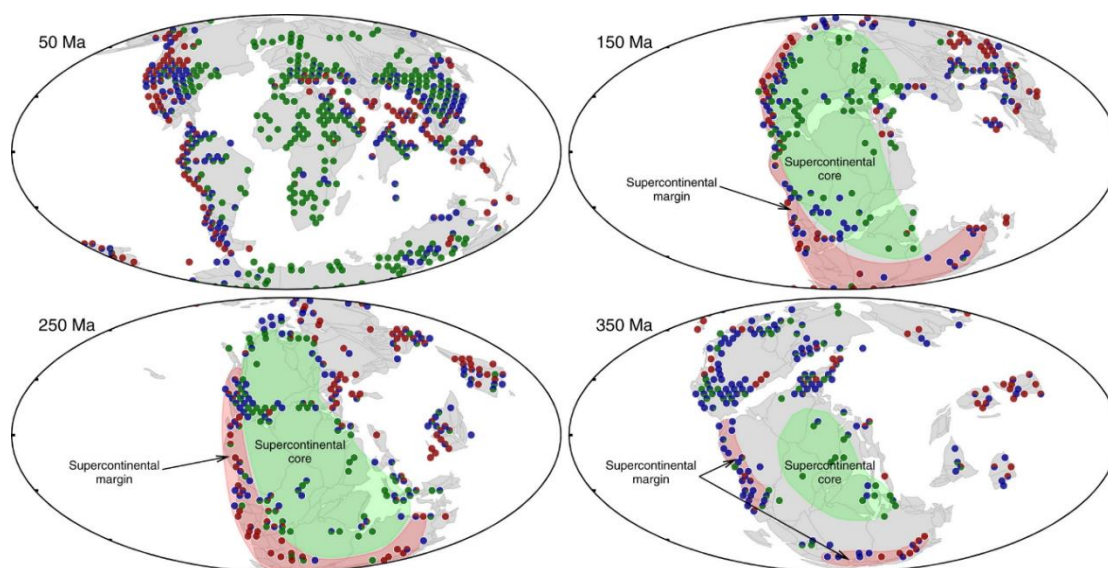 50 Ma
150 Ma
Supercontinental
core
Supercontinental
margin
250 Ma
Supercontinental
core
Supercontinental
margin
350 Ma
Supercontinental
core
Supercontinental
margin